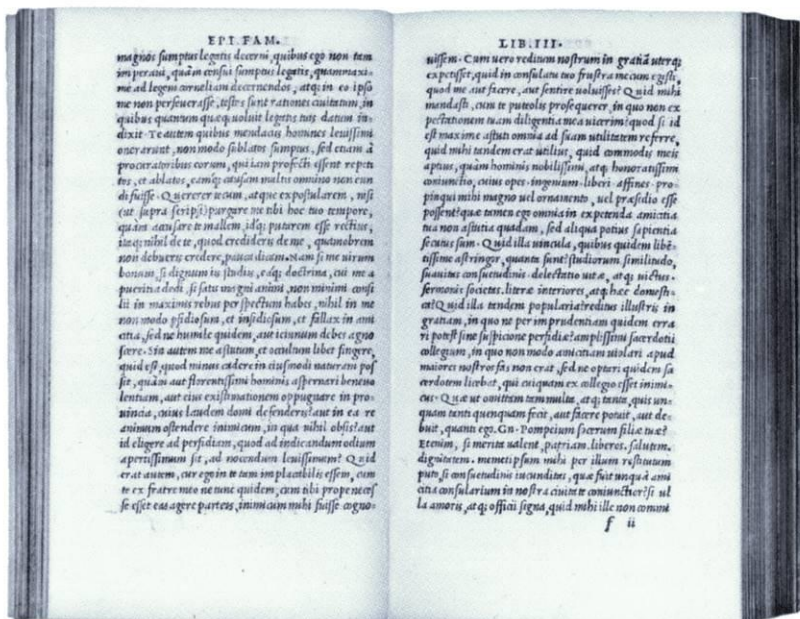 EPI.FAM.
magnos sumptus legatis decerni, quibus ego non tam
imperaui, quàm censui sumptus legatis, quammaxi-
me ad legem corneliam decernendos, atq; in eo ipso
me non perseuerasse, testes sunt rationes ciuitatum, in
quibus quantum quæq; uoluit legatis tuis datum in-
dixit. Te autem quibus mendaciis homines leuissimi
onerarunt, non modo sublatos sumptus, sed etiam à
procuratoribus eorum, qui iam profecti essent repeti-
tos, et ablatos, eamq; causam multis omnino non eun
di fuisse. Quererer tecum, atque expostularem, nisi
(ut supra scripsi) purgare me tibi hoc tuo tempore,
quàm accusare te mallem, idq; putarem esse rectius,
itaq; nihil de te, quod credideris de me, quamobrem
non debueris credere, pauca dicam. Nam si me uirum
bonum, si dignum iis studiis, eaq; doctrina, cui me a
pueritia dedi, si satis magni animi, non minimi consi
lii in maximis rebus perspectum habes, nihil in me
non modo perfidiosum, et insidiosum, et fallax in ami
citia, sed ne humile quidem, aut ieiunum debes agno
scere. Sin autem me astutum, et occultum libet fingere,
quid est, quod minus cadere in eiusmodi naturam pos
sit, quàm aut florentissimi hominis aspernari beneuo
lentiam, aut eius existimationem oppugnare in pro-
uincia, cuius laudem domi defenderis? aut in ea re
animum ostendere inimicum, in qua nihil obsis? aut
id eligere ad perfidiam, quod ad indicandum odium
apertissimum sit, ad nocendum leuissimum? Quid
erat autem, cur ego in te tam implacabilis essem, cum
te ex fratre meo ne tunc quidem, cum tibi prope neces
se esset eas agere partes, inimicum mihi fuisse cogno-
LIB.III.
uissem. Cum uero reditum nostrum in gratiã uterq;
expetisset, quid in consulatu tuo frustra mecum egisti,
quod me aut facere, aut sentire uoluisses? Quid mihi
mandasti, cum te puteolis prosequerer, in quo non ex
pectationem tuam diligentia mea uicerim? quod si id
est maxime astuti omnia ad suam utilitatem referre,
quid mihi tandem erat utilius, quid commodis meis
aptius, quàm hominis nobilissimi, atq; honoratissimi
coniunctio, cuius opes. ingenium. liberi. affines. pro-
pinqui mihi magno uel ornamento, uel præsidio esse
possent? quæ tamen ego omnia in expetenda amicitia
tua non astutia quadam, sed aliqua potius sapientia
secutus sum. Quid illa uincula, quibus quidem libẽ-
tissime astringor, quanta sunt? studiorum similitudo,
suauitas consuetudinis. delectatio uitæ, atq; uictus.
sermonis societas. literæ interiores, atq; hæc domesti-
ca? Quid illa tandem popularia? reditus illustris in
gratiam, in quo ne per imprudentiam quidem erra
ri potest sine suspicione perfidiæ? amplissimi sacerdotii
collegium, in quo non modo amicitiam uiolari apud
maiores nostros fas non erat, sed ne optari quidem sa
cerdotem licebat, qui cuiquam ex collegio esset inimi-
cus. Quæ ut omittam tam multa, atq; tanta, quis un-
quam tanti quenquam fecit, aut facere potuit, aut de-
buit, quanti ego. Gn. Pompeium socerum filiæ tuæ?
Etenim, si merita ualent, patriam. liberos. salutem.
dignitatem. memetipsum mihi per illum restitutum
puto, si consuetudinis iucunditas, quæ fuit unquã ami
citia consularium in nostra ciuitate coniunctior? si il
la amoris, atq; officii signa, quid mihi ille non commi
f ii